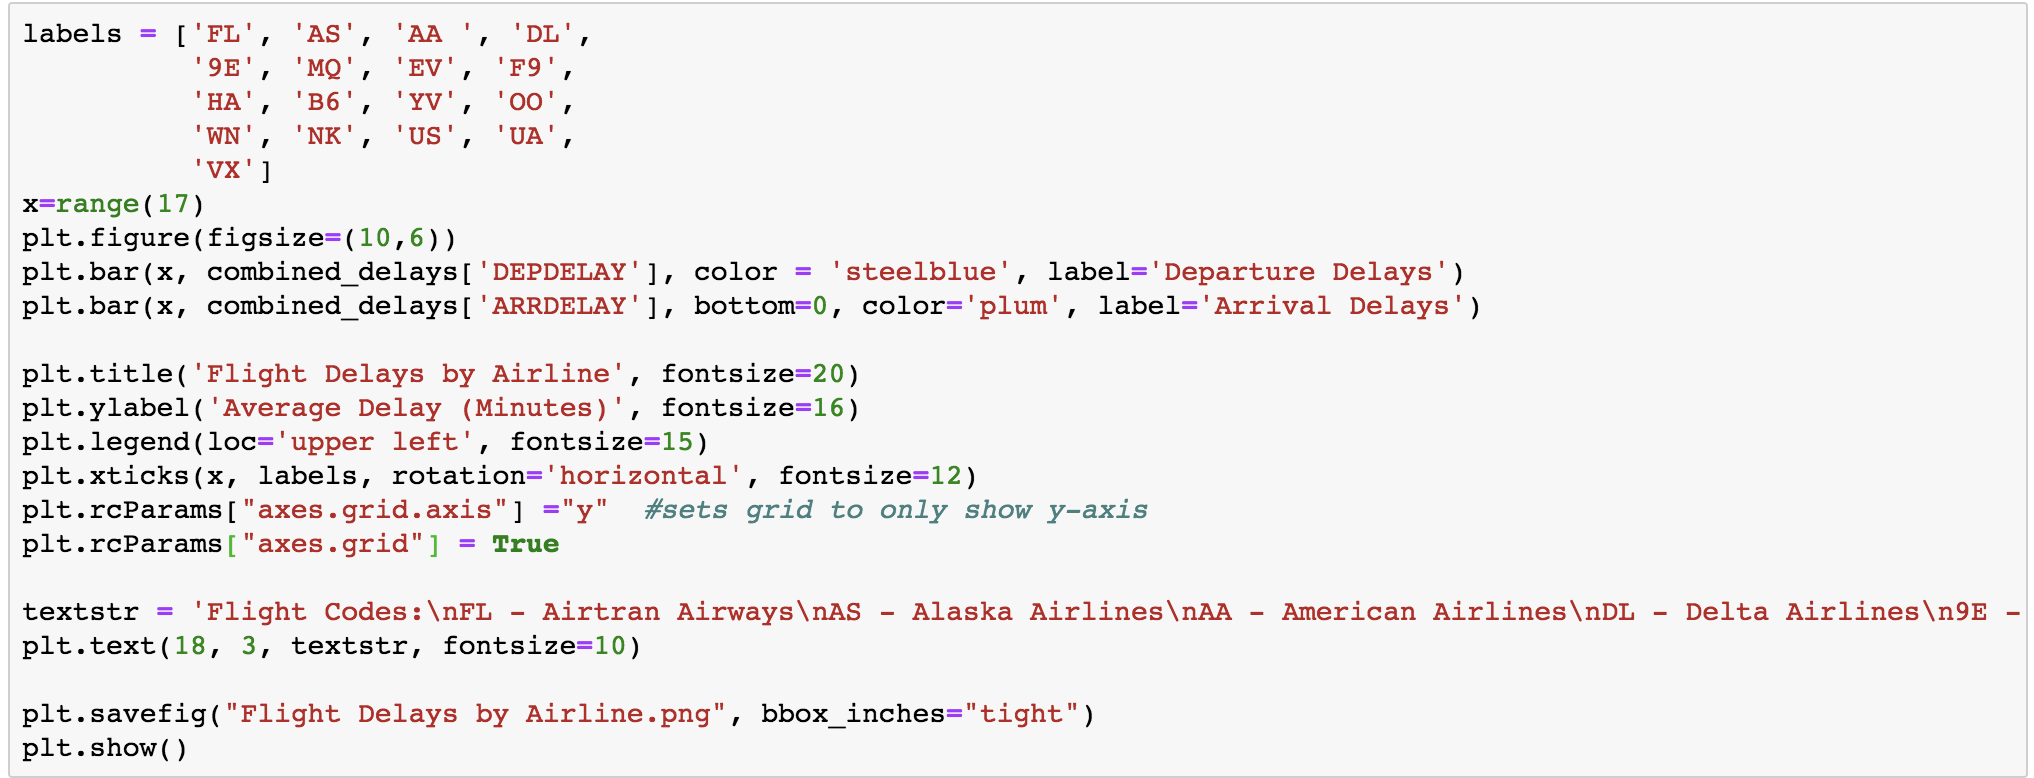 labels = ['FL', 'AS', 'AA ', 'DL',
          '9E', 'MQ', 'EV', 'F9',
          'HA', 'B6', 'YV', 'OO',
          'WN', 'NK', 'US', 'UA',
          'VX']
x=range(17)
plt.figure(figsize=(10,6))
plt.bar(x, combined_delays['DEPDELAY'], color = 'steelblue', label='Departure Delays')
plt.bar(x, combined_delays['ARRDELAY'], bottom=0, color='plum', label='Arrival Delays')
plt.title('Flight Delays by Airline', fontsize=20)
plt.ylabel('Average Delay (Minutes)', fontsize=16)
plt.legend(loc='upper left', fontsize=15)
plt.xticks(x, labels, rotation='horizontal', fontsize=12)
plt.rcParams["axes.grid.axis"] ="y"  #sets grid to only show y-axis
plt.rcParams["axes.grid"] = True
textstr = 'Flight Codes:\nFL - Airtran Airways\nAS - Alaska Airlines\nAA - American Airlines\nDL - Delta Airlines\n9E -
plt.text(18, 3, textstr, fontsize=10)
plt.savefig("Flight Delays by Airline.png", bbox_inches="tight")
plt.show()